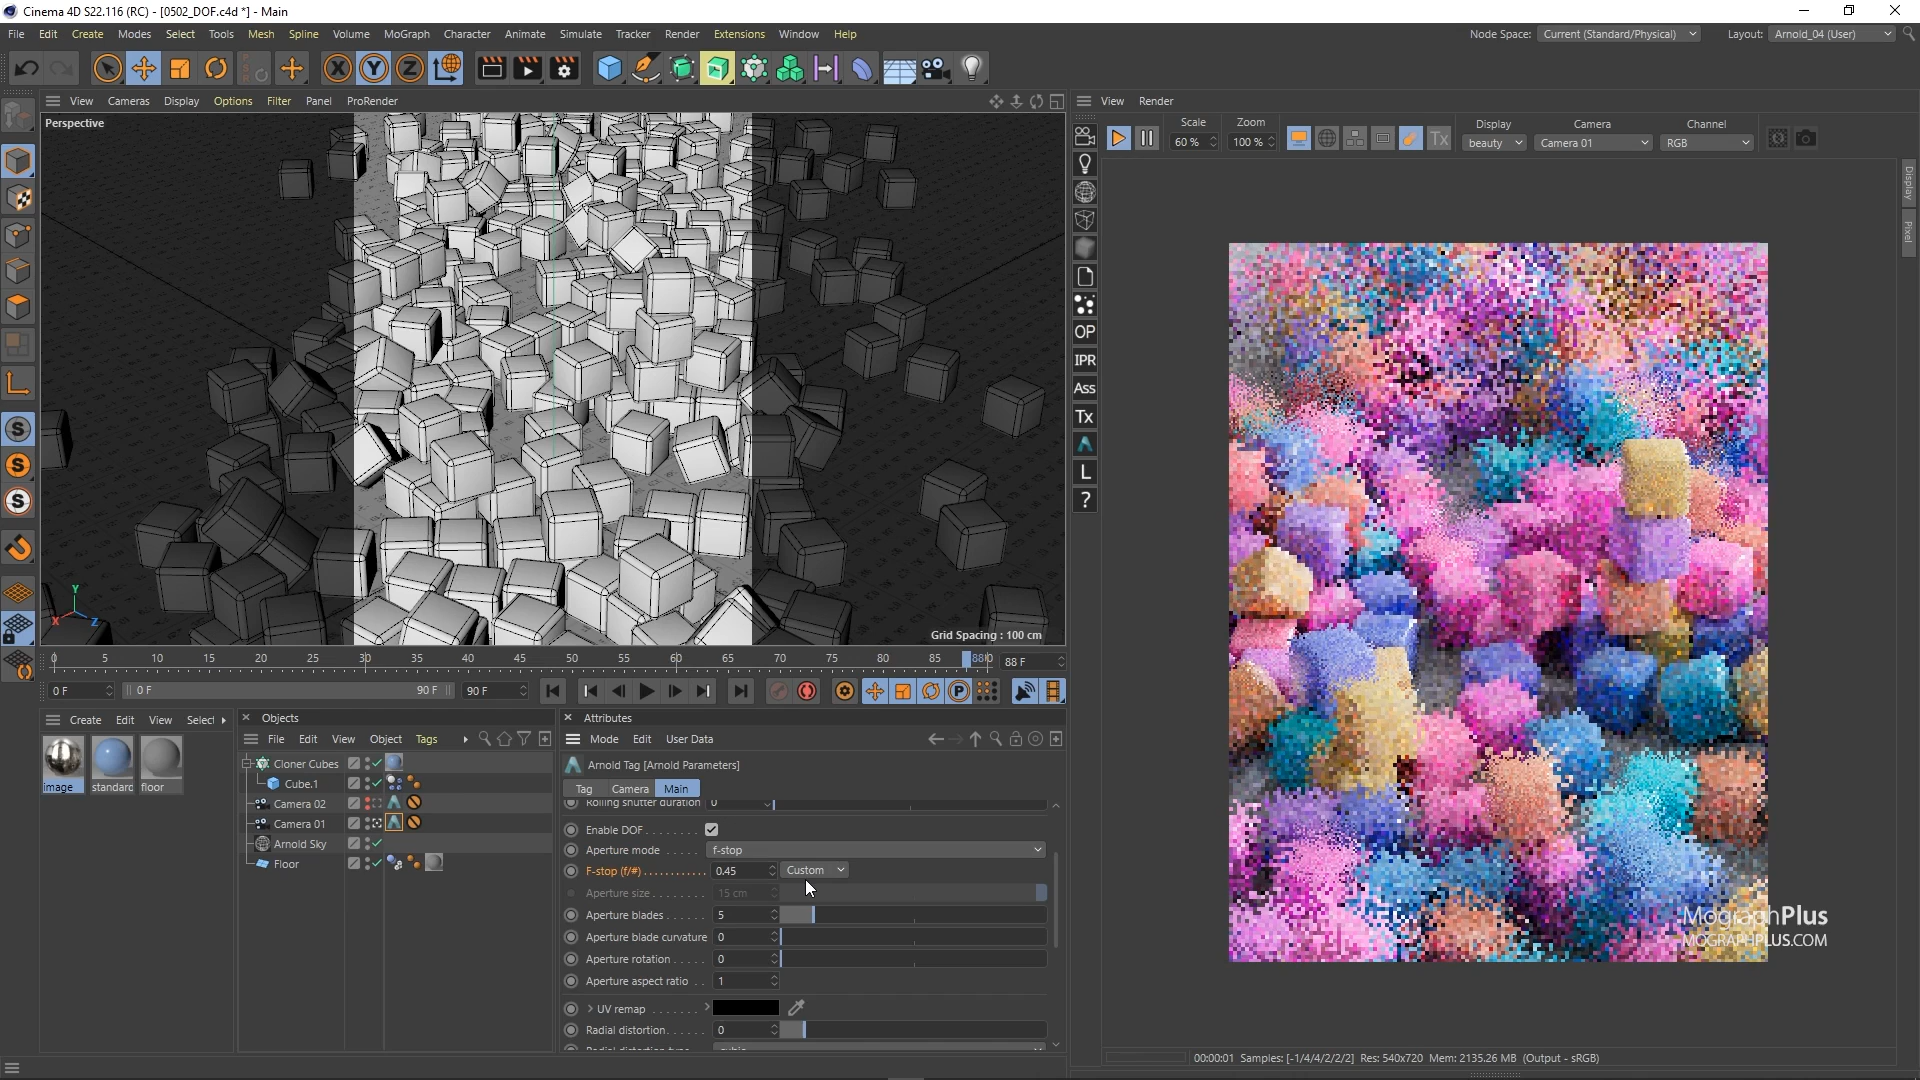 Cinema 4D S22.116 (RC) - [0502_DOF.c4d *] - Main
File Edit Create Modes Select Tools Mesh Spline Volume MoGraph Character Animate Simulate Tracker Render Extensions Window Help
Node Space: Current (Standard/Physical) Layout: Arnold_04 (User)
View Cameras Display Options Filter Panel ProRender
View Render
Perspective
Scale Zoom Display Camera Channel
60 % 100 % Tx beauty Camera 01 RGB
Display
Pixel
OP
IPR
Ass
Tx
L
?
X Y Z
S
S
S
Y
X Z
Grid Spacing : 100 cm
0 5 10 15 20 25 30 35 40 45 50 55 60 65 70 75 80 85 88 F
0 F 0 F 90 F 90 F
Create Edit View Select
Objects
Attributes
File Edit View Object Tags
Mode Edit User Data
Cloner Cubes
Cube.1
Camera 02
Camera 01
Arnold Sky
Floor
image standard floor
Arnold Tag [Arnold Parameters]
Tag Camera Main
Rolling shutter duration 0
Enable DOF
Aperture mode f-stop
F-stop (f/#) 0.45 Custom
Aperture size 15 cm
Aperture blades 5
Aperture blade curvature 0
Aperture rotation 0
Aperture aspect ratio 1
UV remap
Radial distortion 0
MographPlus
MOGRAPHPLUS.COM
00:00:01 Samples: [-1/4/4/2/2/2] Res: 540x720 Mem: 2135.26 MB (Output - sRGB)